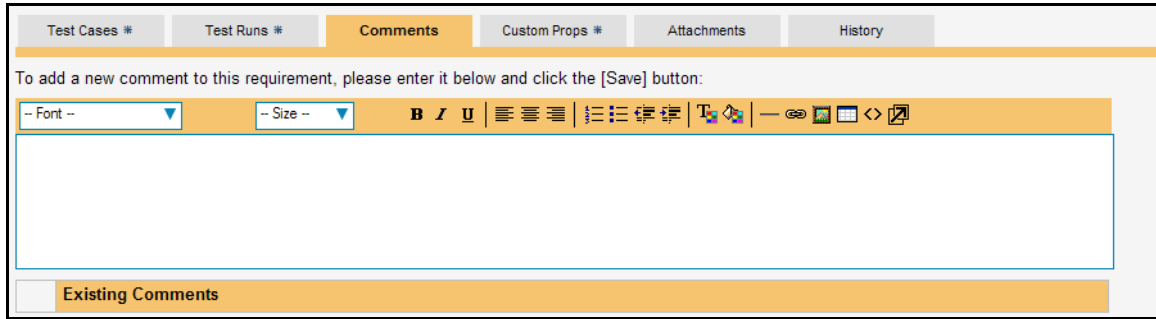 Test Cases * Test Runs * Comments Custom Props * Attachments History
To add a new comment to this requirement, please enter it below and click the [Save] button:
-- Font -- -- Size -- B I U
Existing Comments